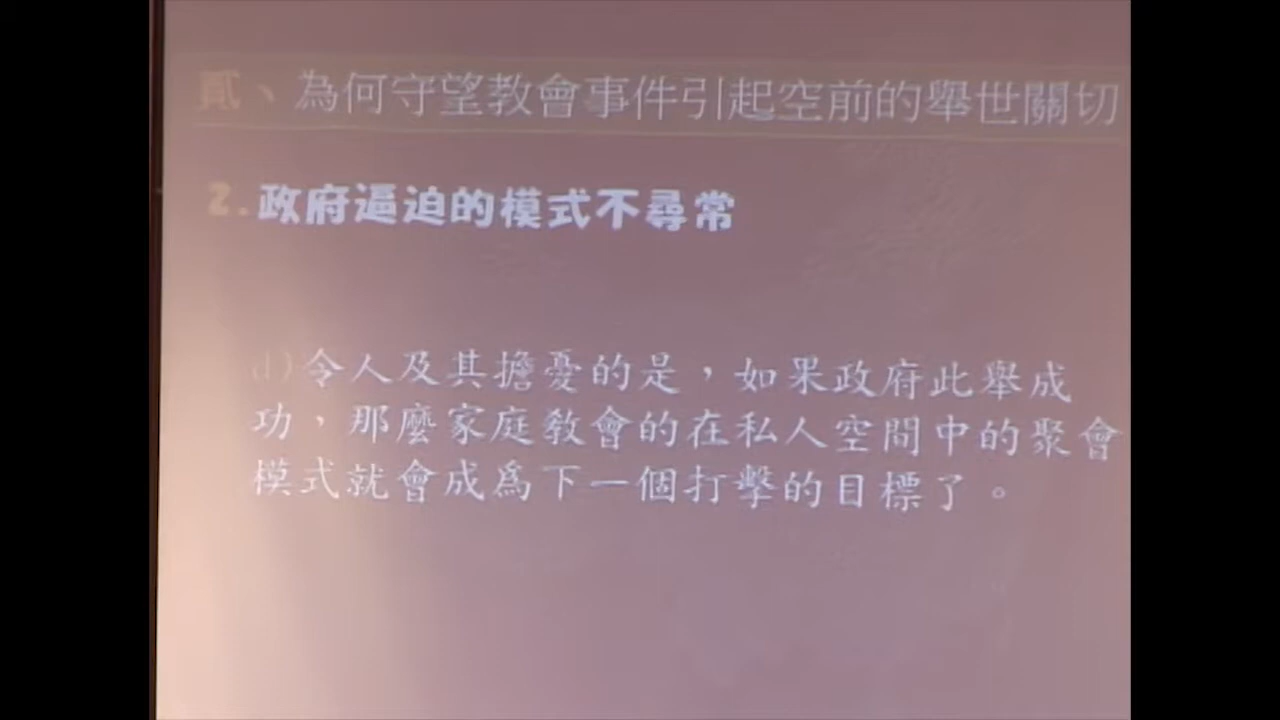 貳、為何守望教會事件引起空前的舉世關切
2.政府逼迫的模式不尋常
d)令人及其擔憂的是，如果政府此舉成
功，那麼家庭教會的在私人空間中的聚會
模式就會成為下一個打擊的目標了。